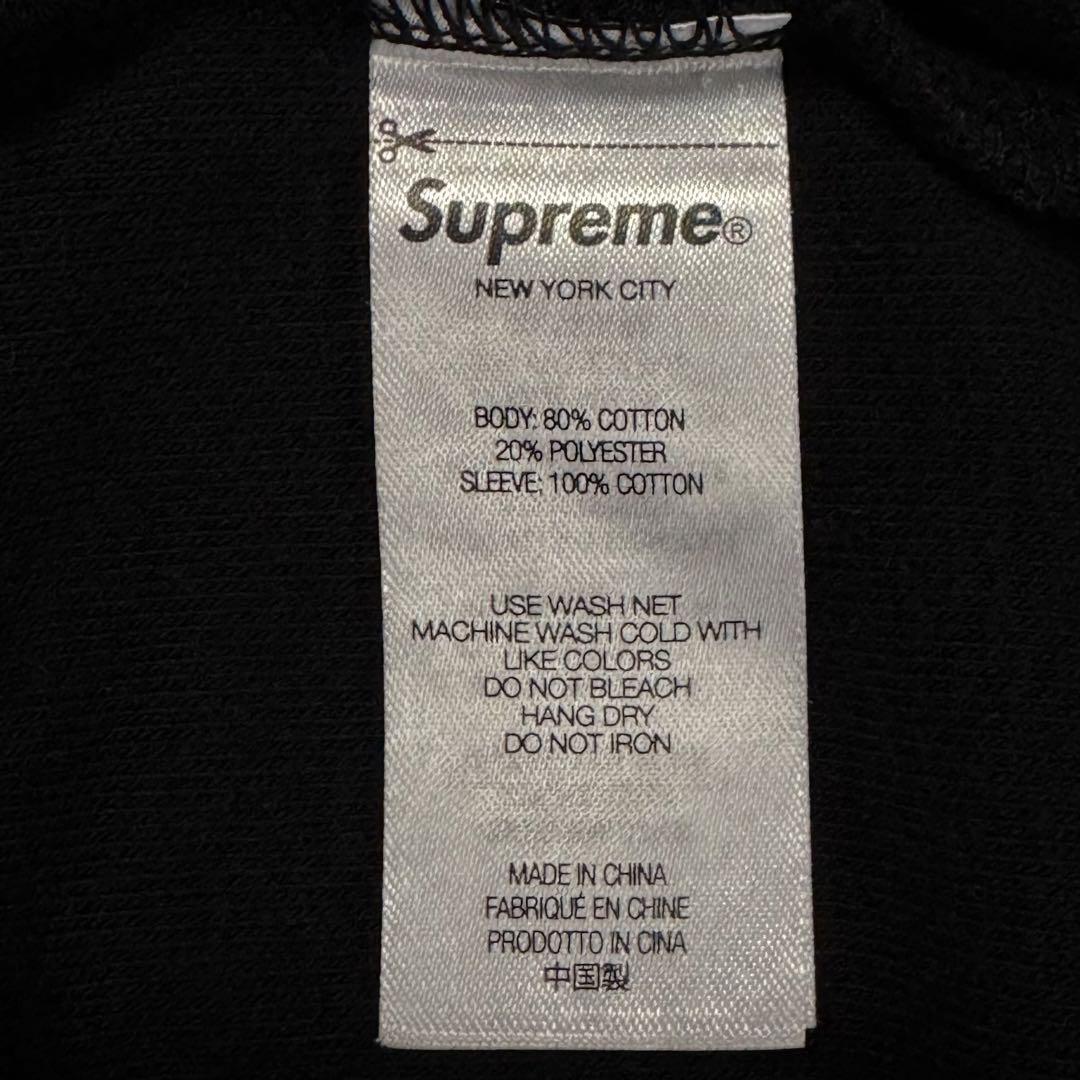 Supreme®
NEW YORK CITY
BODY: 80% COTTON
20% POLYESTER
SLEEVE: 100% COTTON
USE WASH NET
MACHINE WASH COLD WITH
LIKE COLORS
DO NOT BLEACH
HANG DRY
DO NOT IRON
MADE IN CHINA
FABRIQUÉ EN CHINE
PRODOTTO IN CINA
中国製